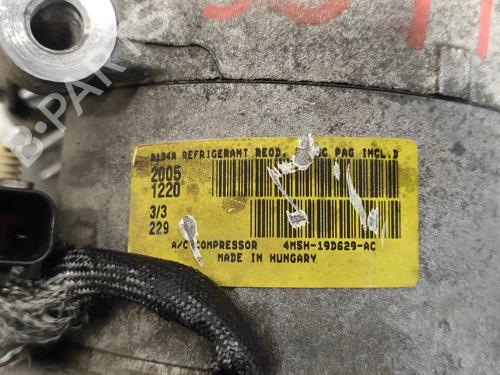 R134A REFRIGERANT REQD. PAG INCL.D
2005
1220
3/3
229
A/C COMPRESSOR 4M5H-19D629-AC
MADE IN HUNGARY
B-PARTS